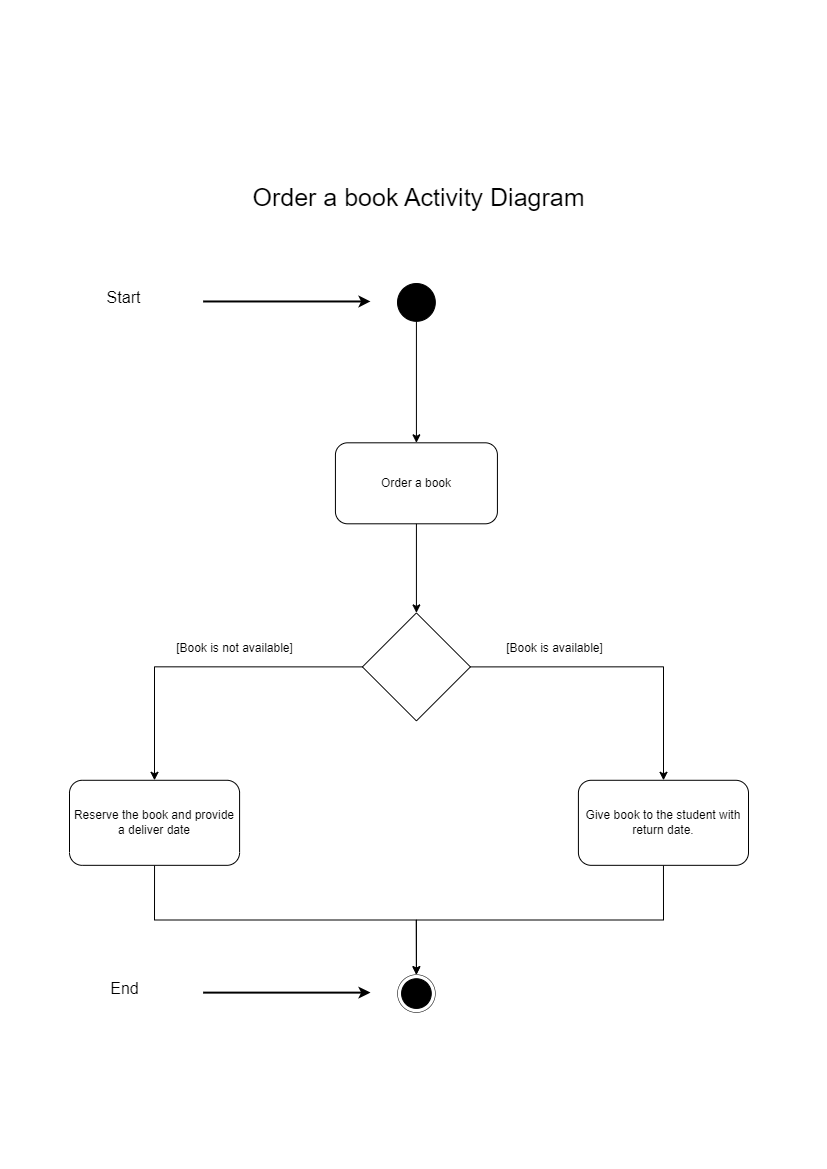 Order a book Activity Diagram
Start
Order a book
[Book is not available]
[Book is available]
Reserve the book and provide
a deliver date
Give book to the student with
return date.
End